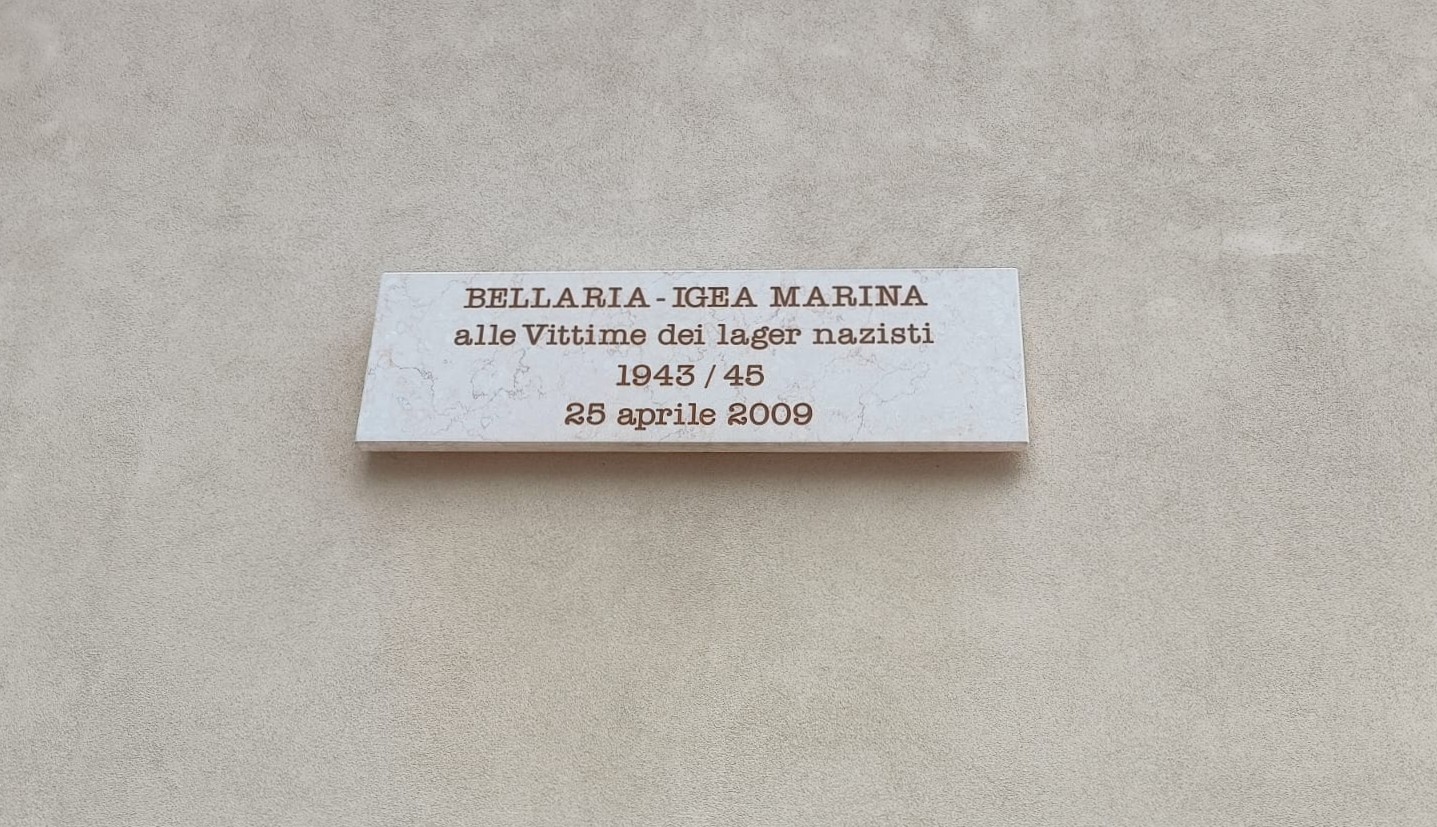 BELLARIA - IGEA MARINA
alle Vittime dei lager nazisti
1943 / 45
25 aprile 2009